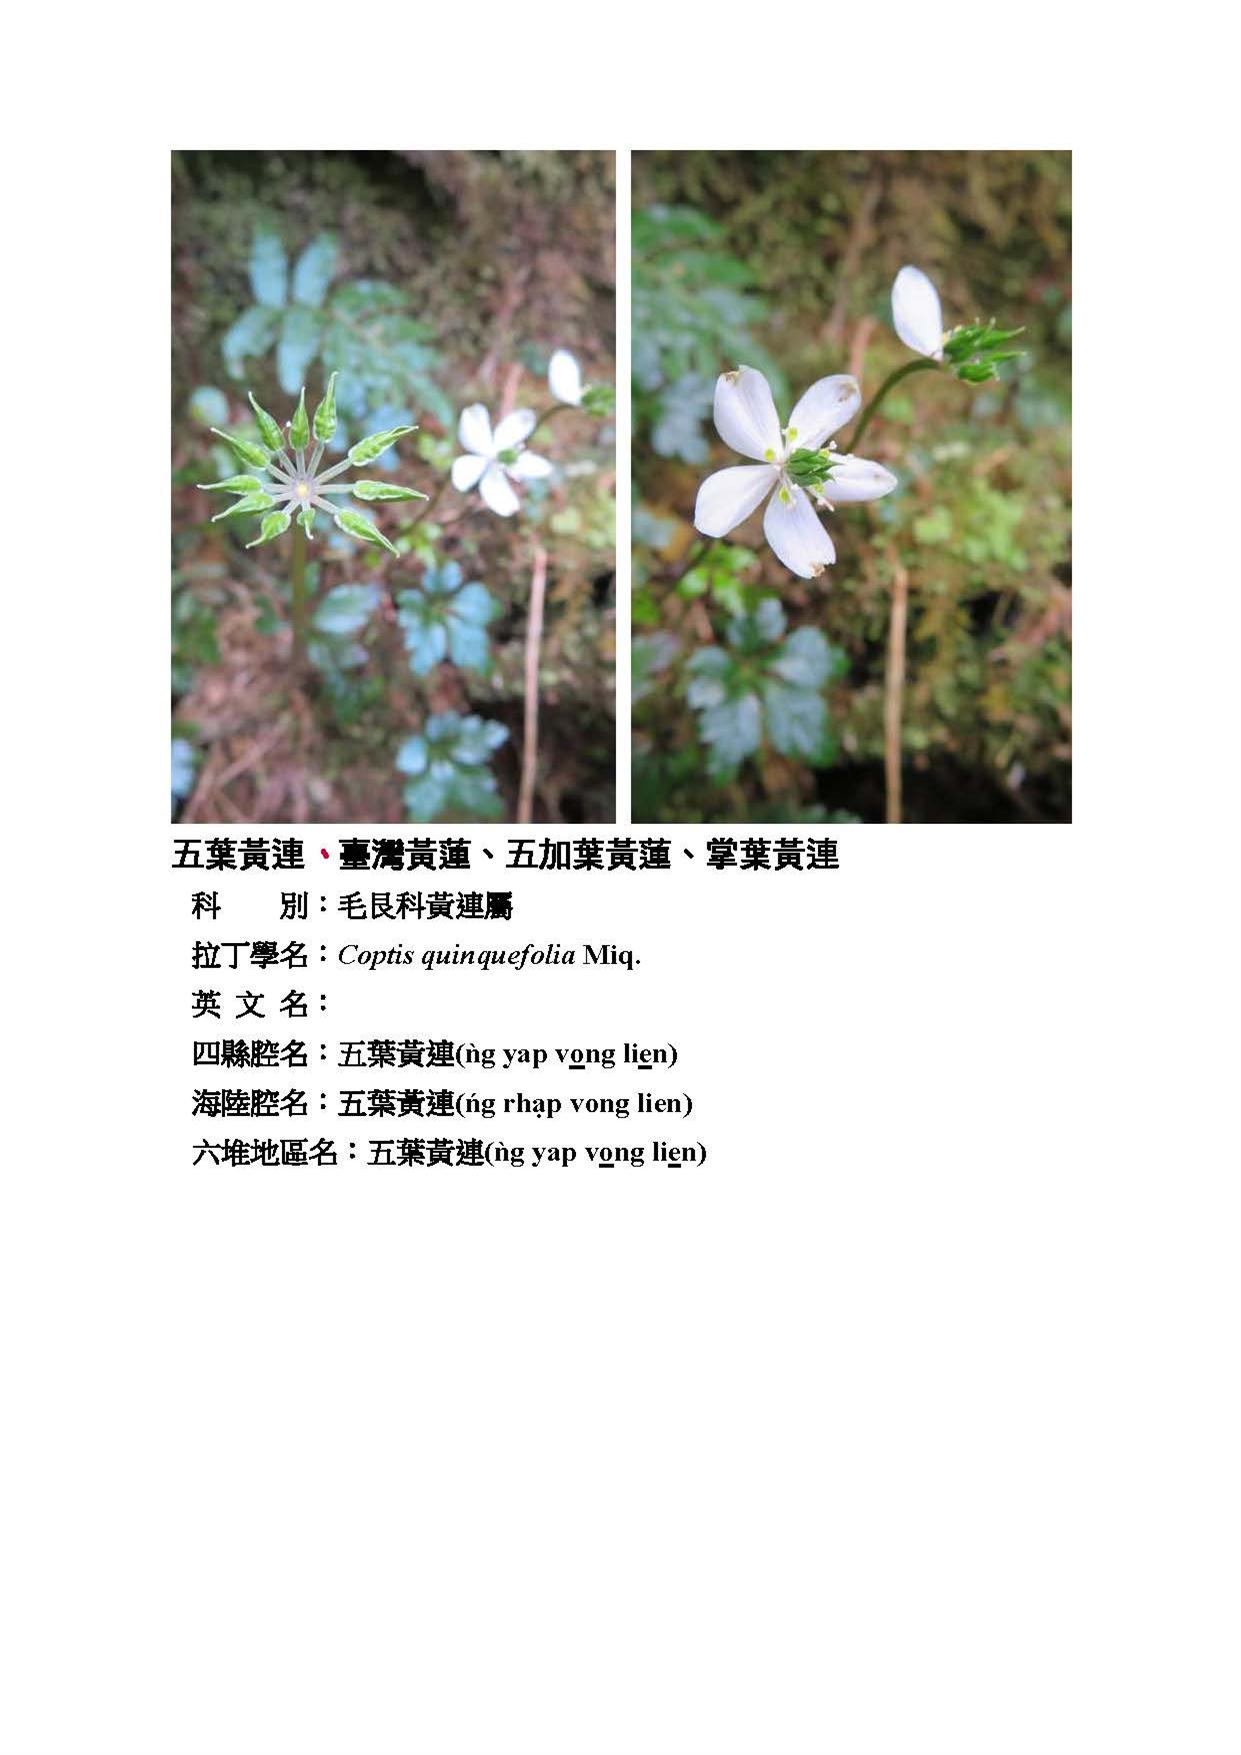 五葉黃連、臺灣黃蓮、五加葉黃蓮、掌葉黃連
科　　別：毛艮科黃連屬
拉丁學名：Coptis quinquefolia Miq.
英 文 名：
四縣腔名：五葉黃連(ǹg yap vo̲ng lie̲n)
海陸腔名：五葉黃連(ńg rhạp vong lien)
六堆地區名：五葉黃連(ǹg yap vo̲ng lie̲n)